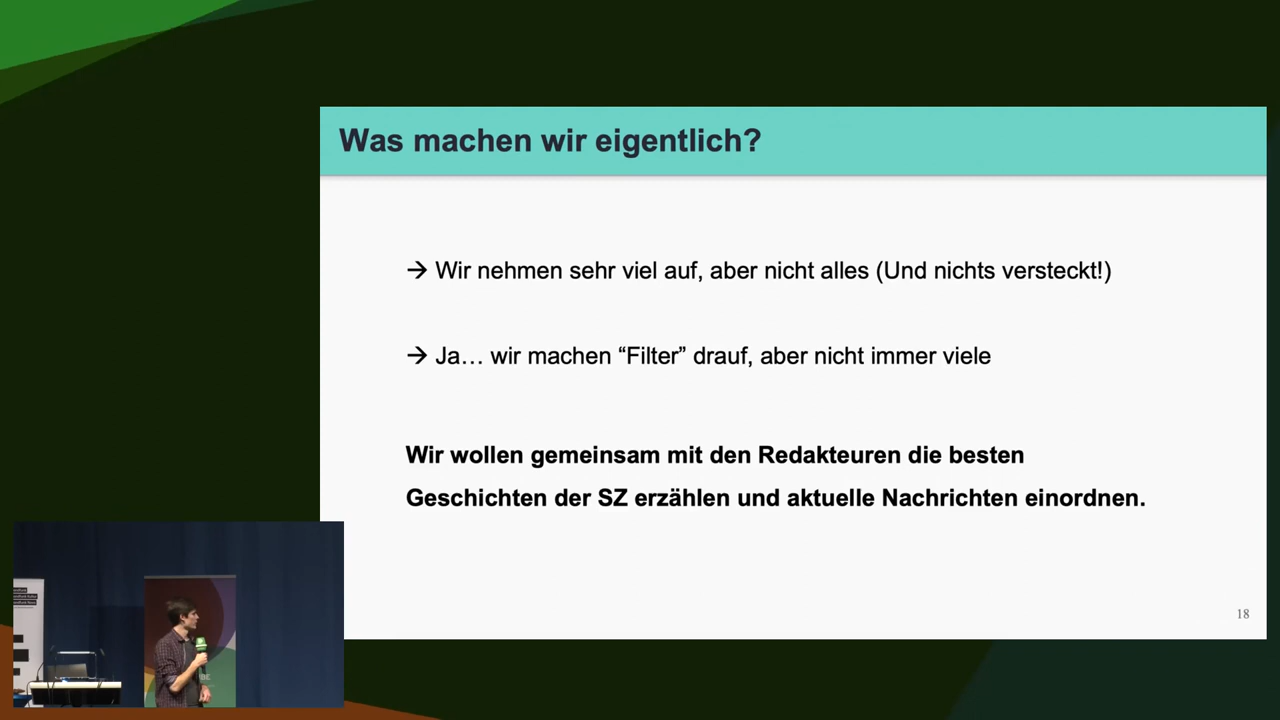 Was machen wir eigentlich?
→ Wir nehmen sehr viel auf, aber nicht alles (Und nichts versteckt!)
→ Ja… wir machen “Filter” drauf, aber nicht immer viele
Wir wollen gemeinsam mit den Redakteuren die besten
Geschichten der SZ erzählen und aktuelle Nachrichten einordnen.
18